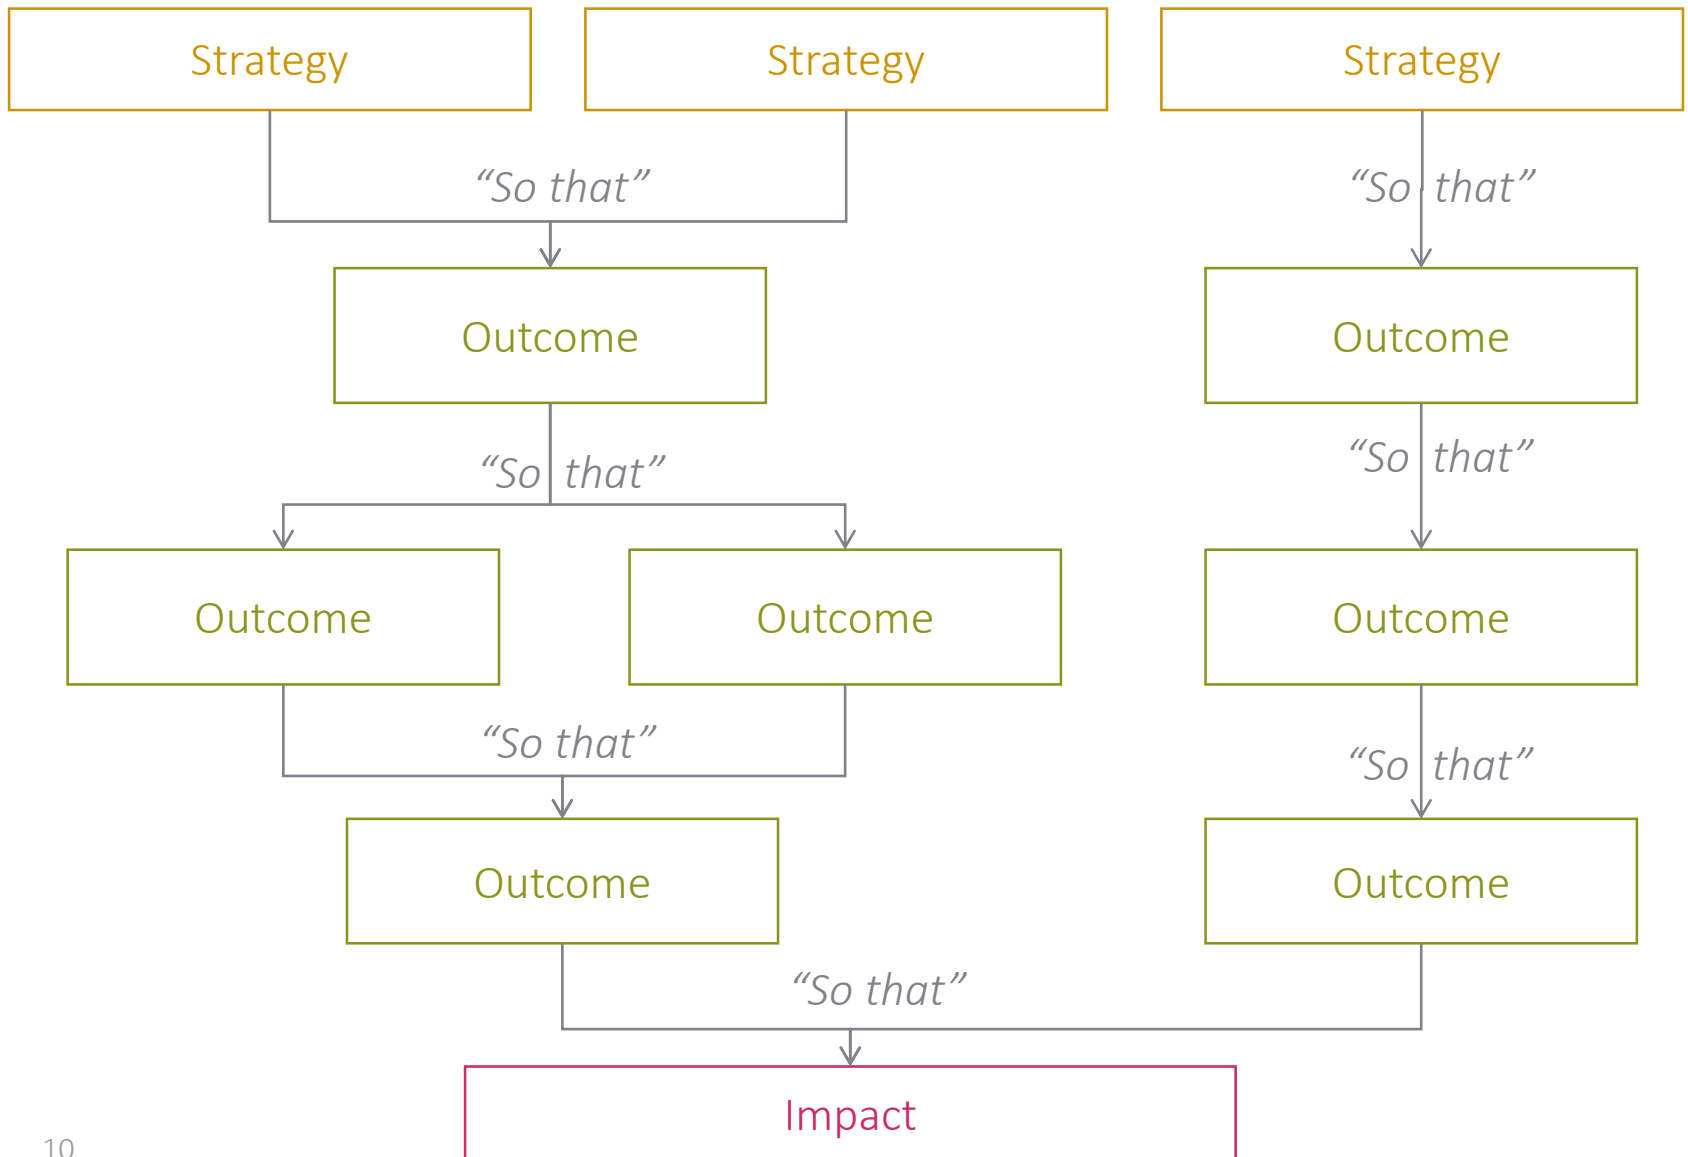 Strategy
Strategy
Strategy
“So that”
“So that”
Outcome
Outcome
“So that”
“So that”
Outcome
Outcome
Outcome
“So that”
“So that”
Outcome
Outcome
“So that”
Impact
10